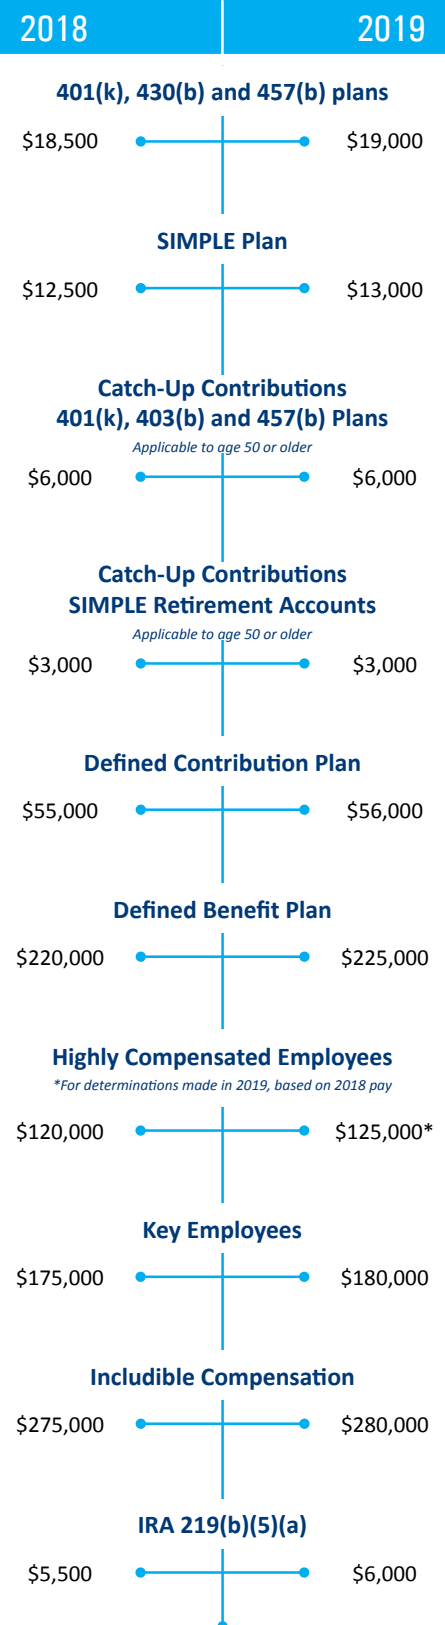 2018 2019
401(k), 430(b) and 457(b) plans
$18,500 $19,000
SIMPLE Plan
$12,500 $13,000
Catch-Up Contributions
401(k), 403(b) and 457(b) Plans
Applicable to age 50 or older
$6,000 $6,000
Catch-Up Contributions
SIMPLE Retirement Accounts
Applicable to age 50 or older
$3,000 $3,000
Defined Contribution Plan
$55,000 $56,000
Defined Benefit Plan
$220,000 $225,000
Highly Compensated Employees
*For determinations made in 2019, based on 2018 pay
$120,000 $125,000*
Key Employees
$175,000 $180,000
Includible Compensation
$275,000 $280,000
IRA 219(b)(5)(a)
$5,500 $6,000